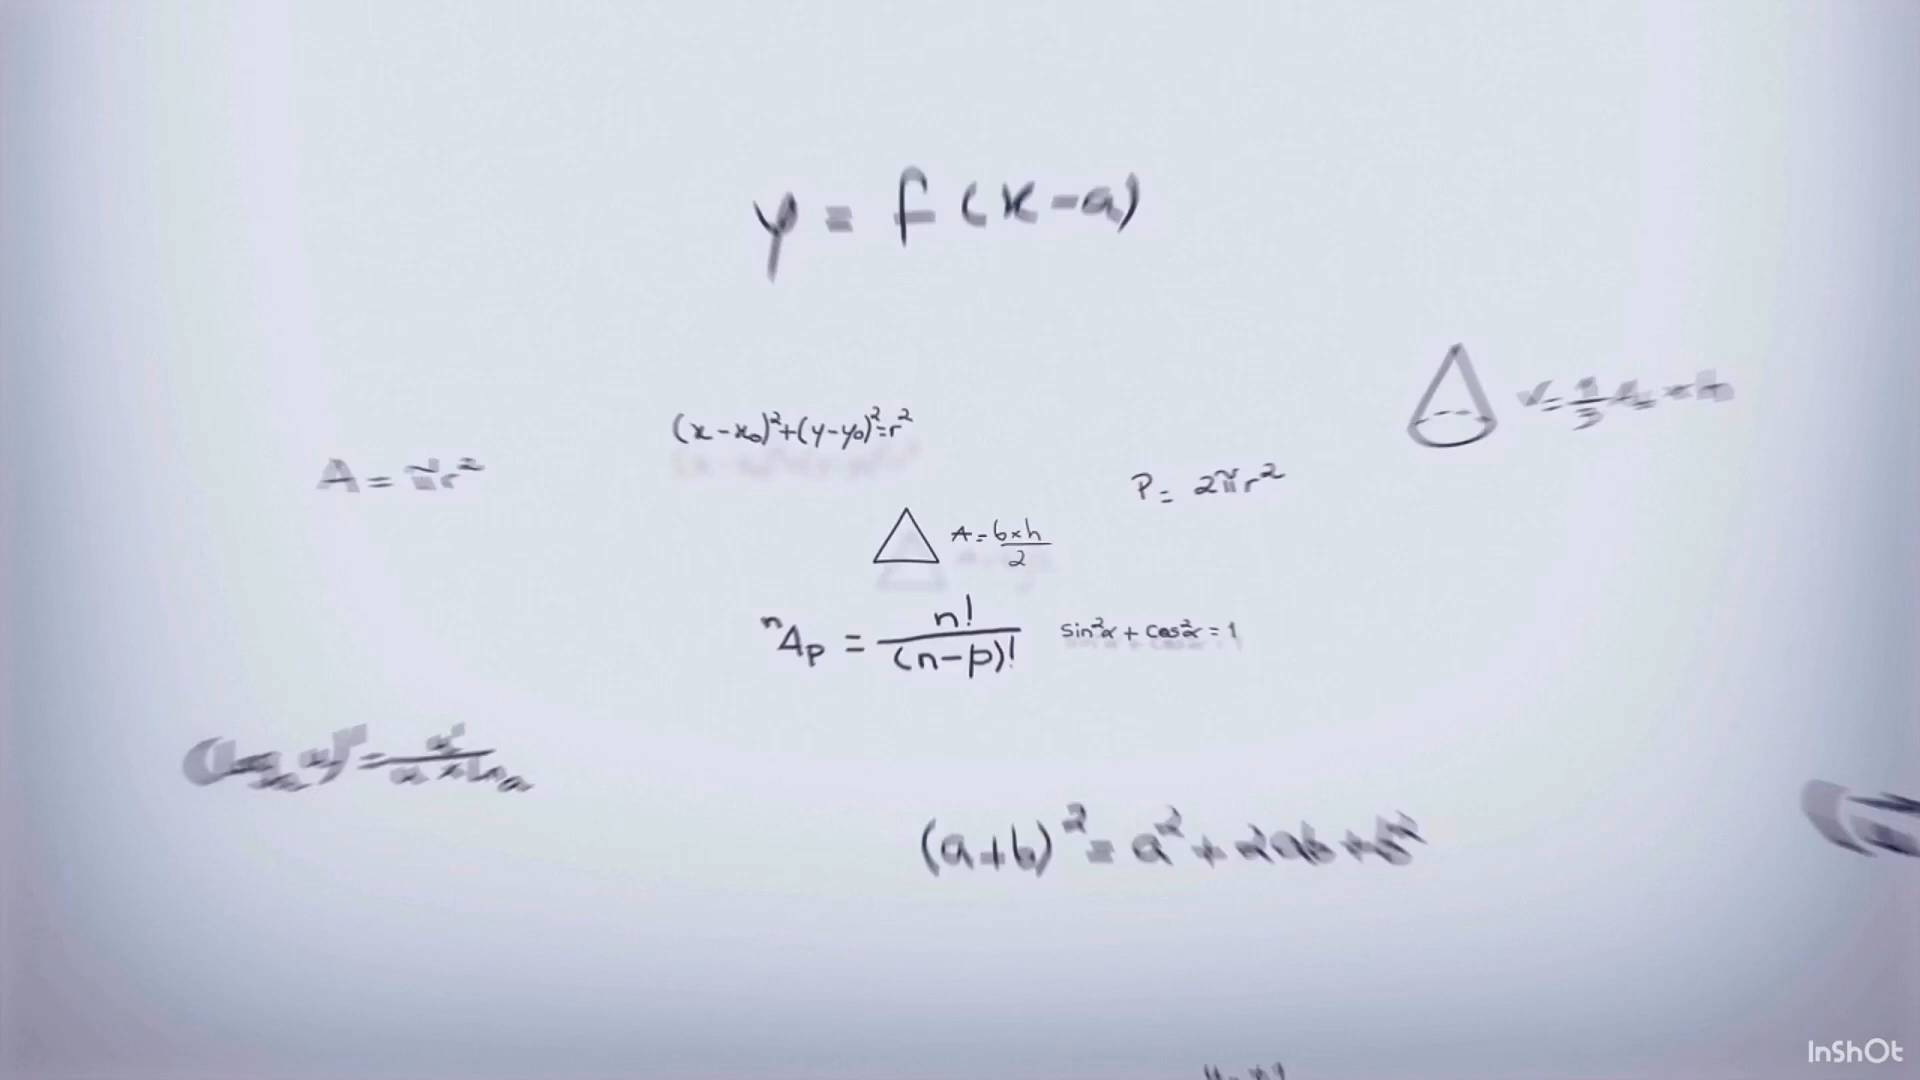 y = f(x-a)
(x-x₀)²+(y-y₀)²=r²
A = πr²
P = 2πr²
A = b×h/2
ⁿAₚ = n!/(n-p)!
sin²α + cos²α = 1
(a+b)² = a² + 2ab + b²
InShOt